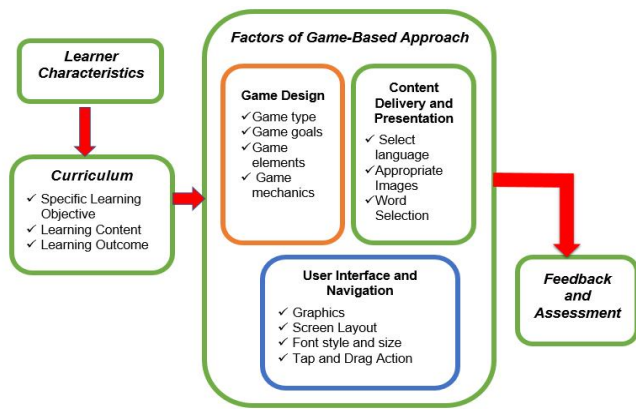 Learner
Characteristics
Curriculum
✓ Specific Learning
Objective
✓ Learning Content
✓ Learning Outcome
Factors of Game-Based Approach
Game Design
✓Game type
✓Game goals
✓Game
elements
✓ Game
mechanics
Content
Delivery and
Presentation
✓ Select
language
✓Appropriate
Images
✓Word
Selection
User Interface and
Navigation
✓ Graphics
✓ Screen Layout
✓ Font style and size
✓ Tap and Drag Action
Feedback
and
Assessment